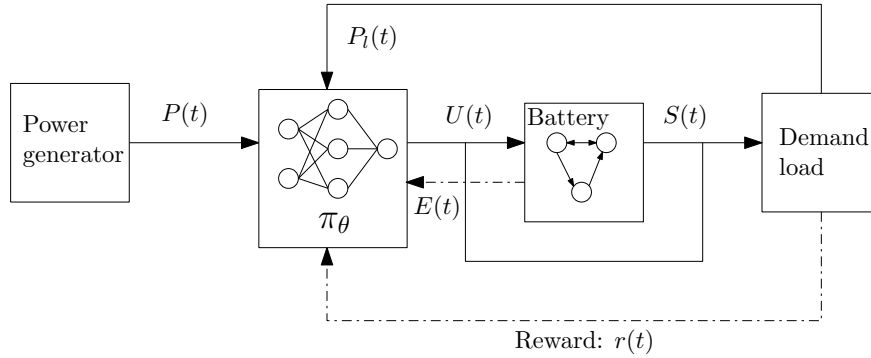 P_l(t)
Power
generator
P(t)
π_θ
U(t)
E(t)
Battery
S(t)
Demand
load
Reward: r(t)